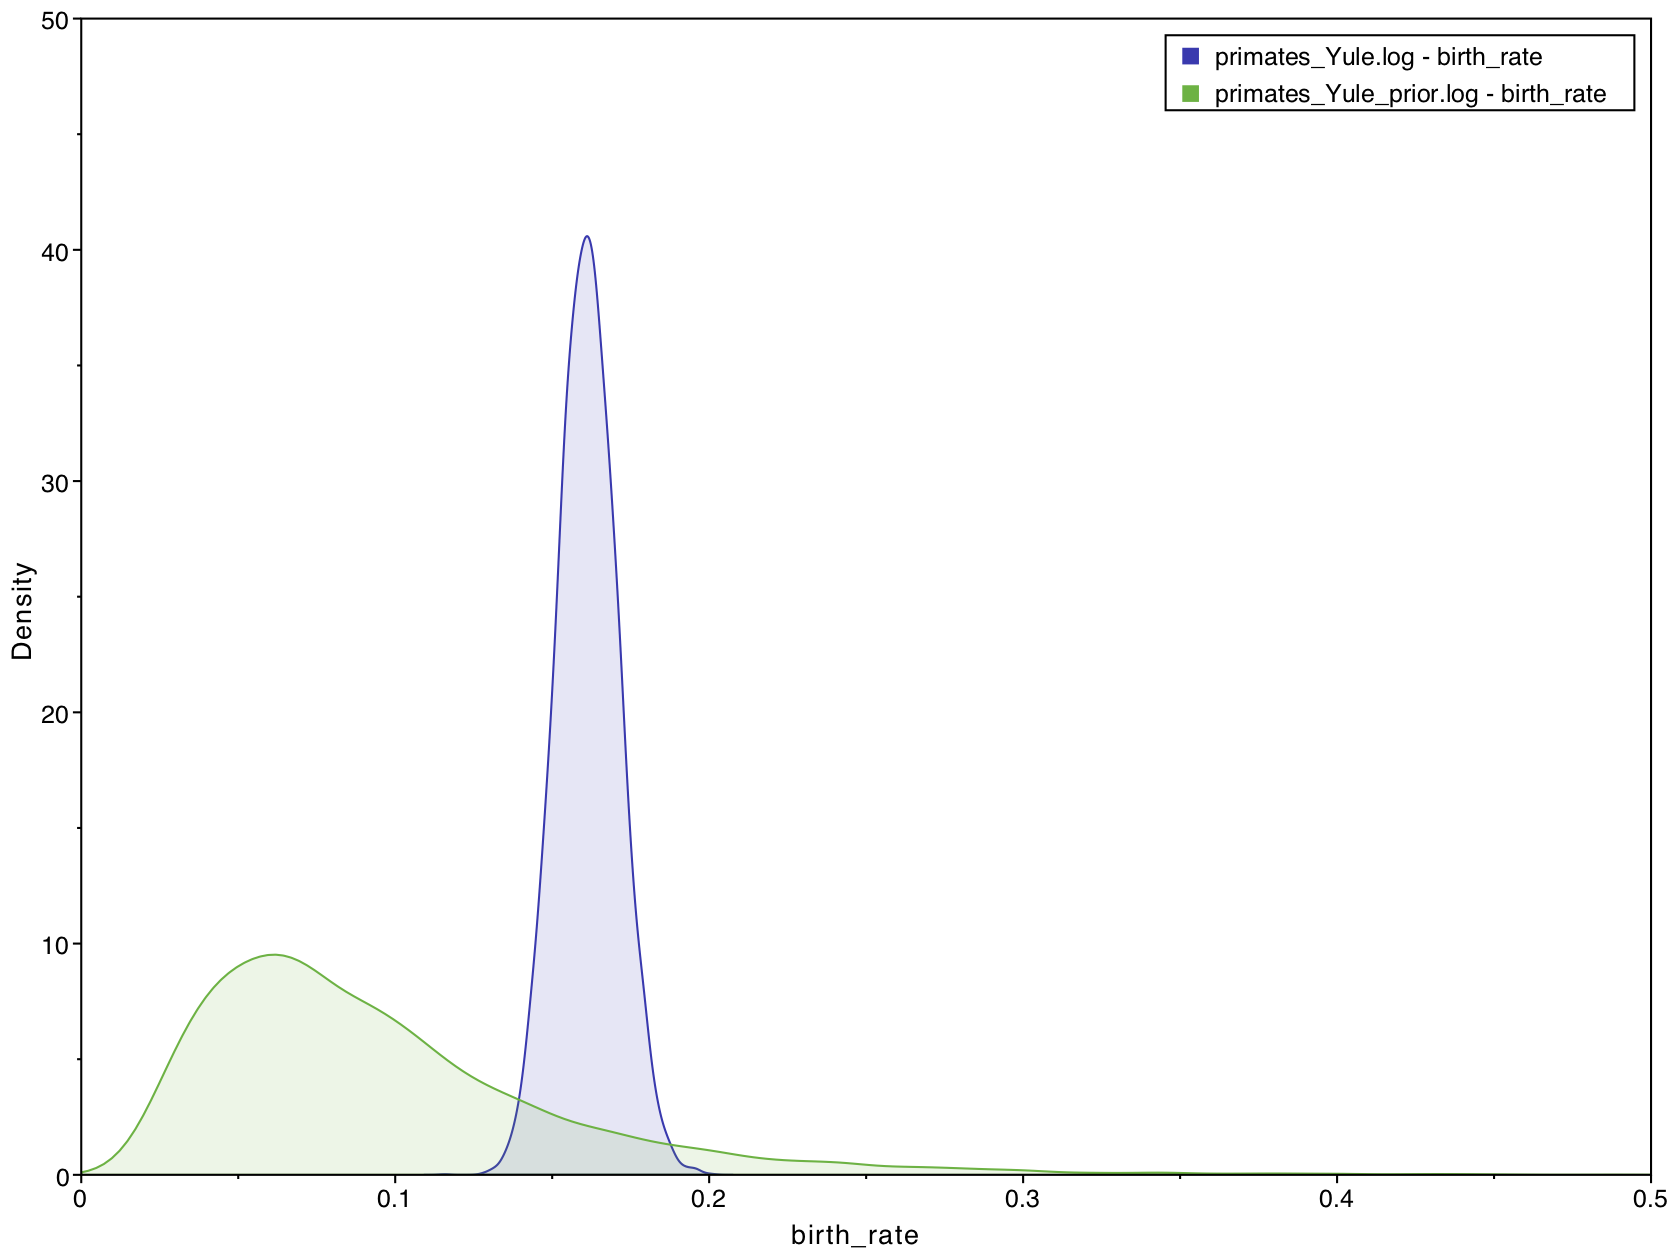 50
primates_Yule.log - birth_rate
primates_Yule_prior.log - birth_rate
40
30
Density
20
10
0
0 0.1 0.2 0.3 0.4 0.5
birth_rate